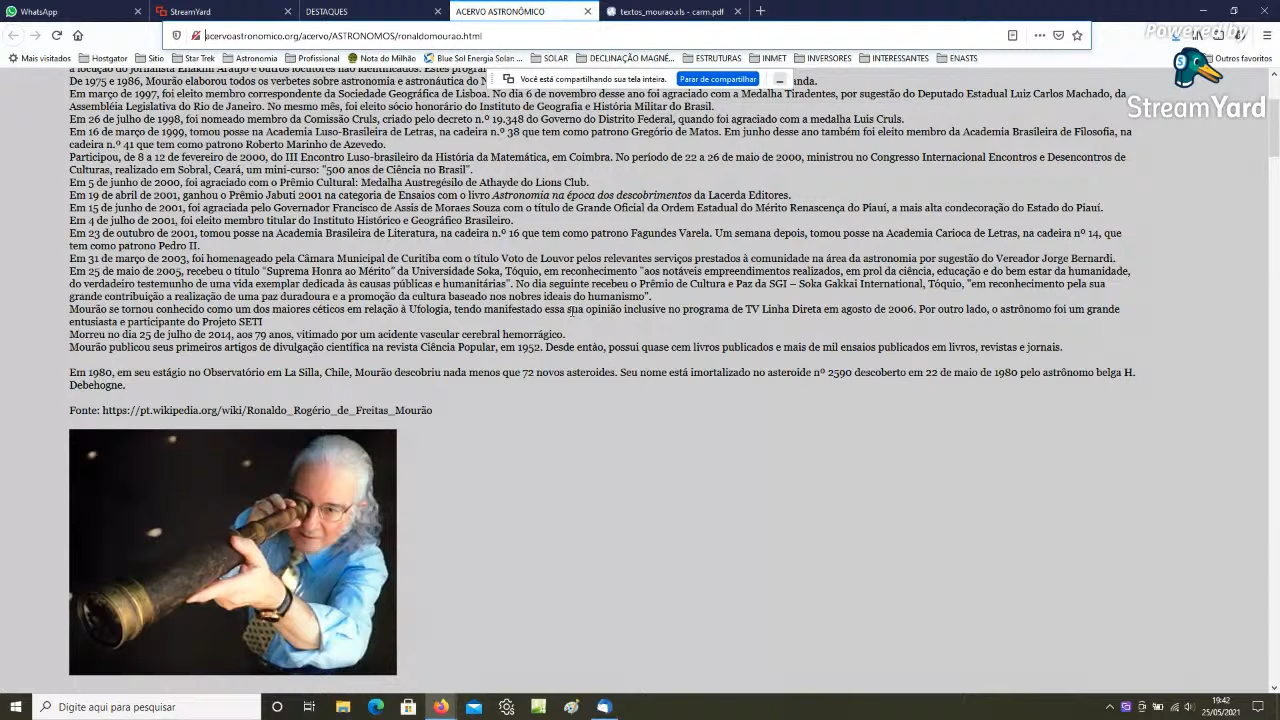 WhatsApp
StreamYard
DESTAQUES
ACERVO ASTRONÔMICO
textos_mourao.xls - carm.pdf
acervoastronomico.org/acervo/ASTRONOMOS/ronaldomourao.html
Powered by
Mais visitados
Hostgator
Sitio
Star Trek
Astronomia
Profissional
Nota do Milhão
Blue Sol Energia Solar: ...
SOLAR
DECLINAÇÃO MAGNÉ...
ESTRUTURAS
INMET
INVERSORES
INTERESSANTES
ENASTS
Outros favoritos
Você está compartilhando sua tela inteira.
Parar de compartilhar
StreamYard
a locução do jornalista
e outros locutores não identificados. Estes
De 1975 e 1986, Mourão elaborou todos os verbetes sobre astronomia e astronáutica do
Em março de 1997, foi eleito membro correspondente da Sociedade Geográfica de Lisboa. No dia 6 de novembro desse ano foi agraciado com a Medalha Tiradentes, por sugestão do Deputado Estadual Luiz Carlos Machado, da
Assembléia Legislativa do Rio de Janeiro. No mesmo mês, foi eleito sócio honorário do Instituto de Geografia e História Militar do Brasil.
Em 26 de julho de 1998, foi nomeado membro da Comissão Cruls, criado pelo decreto n.º 19.348 do Governo do Distrito Federal, quando foi agraciado com a medalha Luis Cruls.
Em 16 de março de 1999, tomou posse na Academia Luso-Brasileira de Letras, na cadeira n.º 38 que tem como patrono Gregório de Matos. Em junho desse ano também foi eleito membro da Academia Brasileira de Filosofia, na
cadeira n.º 41 que tem como patrono Roberto Marinho de Azevedo.
Participou, de 8 a 12 de fevereiro de 2000, do III Encontro Luso-brasileiro da História da Matemática, em Coimbra. No período de 22 a 26 de maio de 2000, ministrou no Congresso Internacional Encontros e Desencontros de
Culturas, realizado em Sobral, Ceará, um mini-curso: "500 anos de Ciência no Brasil".
Em 5 de junho de 2000, foi agraciado com o Prêmio Cultural: Medalha Austregésilo de Athayde do Lions Club.
Em 19 de abril de 2001, ganhou o Prêmio Jabuti 2001 na categoria de Ensaios com o livro Astronomia na época dos descobrimentos da Lacerda Editores.
Em 15 de junho de 2001, foi agraciada pelo Governador Francisco de Assis de Moraes Souza com o título de Grande Oficial da Ordem Estadual do Mérito Renascença do Piauí, a mais alta condecoração do Estado do Piauí.
Em 4 de julho de 2001, foi eleito membro titular do Instituto Histórico e Geográfico Brasileiro.
Em 23 de outubro de 2001, tomou posse na Academia Brasileira de Literatura, na cadeira n.º 16 que tem como patrono Fagundes Varela. Um semana depois, tomou posse na Academia Carioca de Letras, na cadeira nº 14, que
tem como patrono Pedro II.
Em 31 de março de 2003, foi homenageado pela Câmara Municipal de Curitiba com o título Voto de Louvor pelos relevantes serviços prestados à comunidade na área da astronomia por sugestão do Vereador Jorge Bernardi.
Em 25 de maio de 2005, recebeu o título "Suprema Honra ao Mérito” da Universidade Soka, Tóquio, em reconhecimento "aos notáveis empreendimentos realizados, em prol da ciência, educação e do bem estar da humanidade,
do verdadeiro testemunho de uma vida exemplar dedicada às causas públicas e humanitárias". No dia seguinte recebeu o Prêmio de Cultura e Paz da SGI – Soka Gakkai International, Tóquio, "em reconhecimento pela sua
grande contribuição a realização de uma paz duradoura e a promoção da cultura baseado nos nobres ideais do humanismo".
Mourão se tornou conhecido como um dos maiores céticos em relação à Ufologia, tendo manifestado essa sua opinião inclusive no programa de TV Linha Direta em agosto de 2006. Por outro lado, o astrônomo foi um grande
entusiasta e participante do Projeto SETI
Morreu no dia 25 de julho de 2014, aos 79 anos, vitimado por um acidente vascular cerebral hemorrágico.
Mourão publicou seus primeiros artigos de divulgação científica na revista Ciência Popular, em 1952. Desde então, possui quase cem livros publicados e mais de mil ensaios publicados em livros, revistas e jornais.
Em 1980, em seu estágio no Observatório em La Silla, Chile, Mourão descobriu nada menos que 72 novos asteroides. Seu nome está imortalizado no asteroide nº 2590 descoberto em 22 de maio de 1980 pelo astrônomo belga H.
Debehogne.
Fonte: https://pt.wikipedia.org/wiki/Ronaldo_Rogério_de_Freitas_Mourão
Digite aqui para pesquisar
19:42
25/05/2021